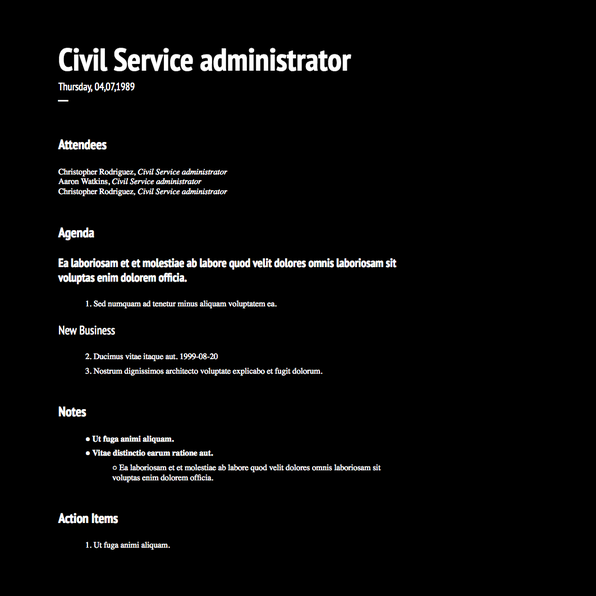 Civil Service administrator
Thursday, 04,07,1989
Attendees
Christopher Rodriguez, Civil Service administrator
Aaron Watkins, Civil Service administrator
Christopher Rodriguez, Civil Service administrator
Agenda
Ea laboriosam et et molestiae ab labore quod velit dolores omnis laboriosam sit
voluptas enim dolorem officia.
1. Sed numquam ad tenetur minus aliquam voluptatem ea.
New Business
2. Ducimus vitae itaque aut. 1999-08-20
3. Nostrum dignissimos architecto voluptate explicabo et fugit dolorum.
Notes
● Ut fuga animi aliquam.
● Vitae distinctio earum ratione aut.
○ Ea laboriosam et et molestiae ab labore quod velit dolores omnis laboriosam sit
voluptas enim dolorem officia.
Action Items
1. Ut fuga animi aliquam.